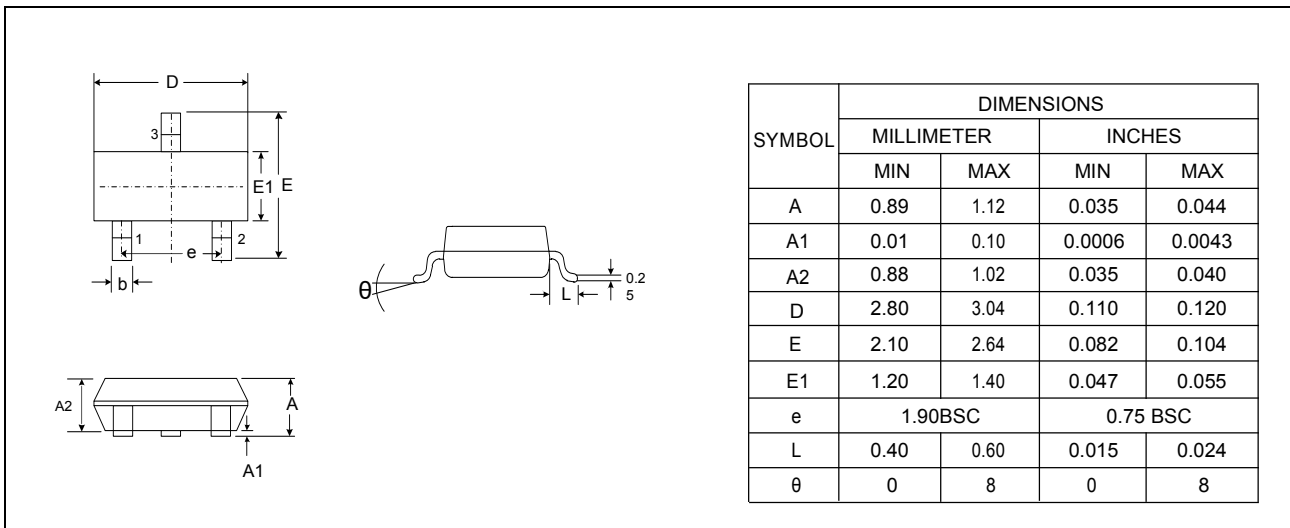 D
3
E1 E
1 2
e
b
A2 A
A1
θ
L
0.2
5
DIMENSIONS
SYMBOL MILLIMETER INCHES
MIN MAX MIN MAX
A 0.89 1.12 0.035 0.044
A1 0.01 0.10 0.0006 0.0043
A2 0.88 1.02 0.035 0.040
D 2.80 3.04 0.110 0.120
E 2.10 2.64 0.082 0.104
E1 1.20 1.40 0.047 0.055
e 1.90BSC 0.75 BSC
L 0.40 0.60 0.015 0.024
θ 0 8 0 8